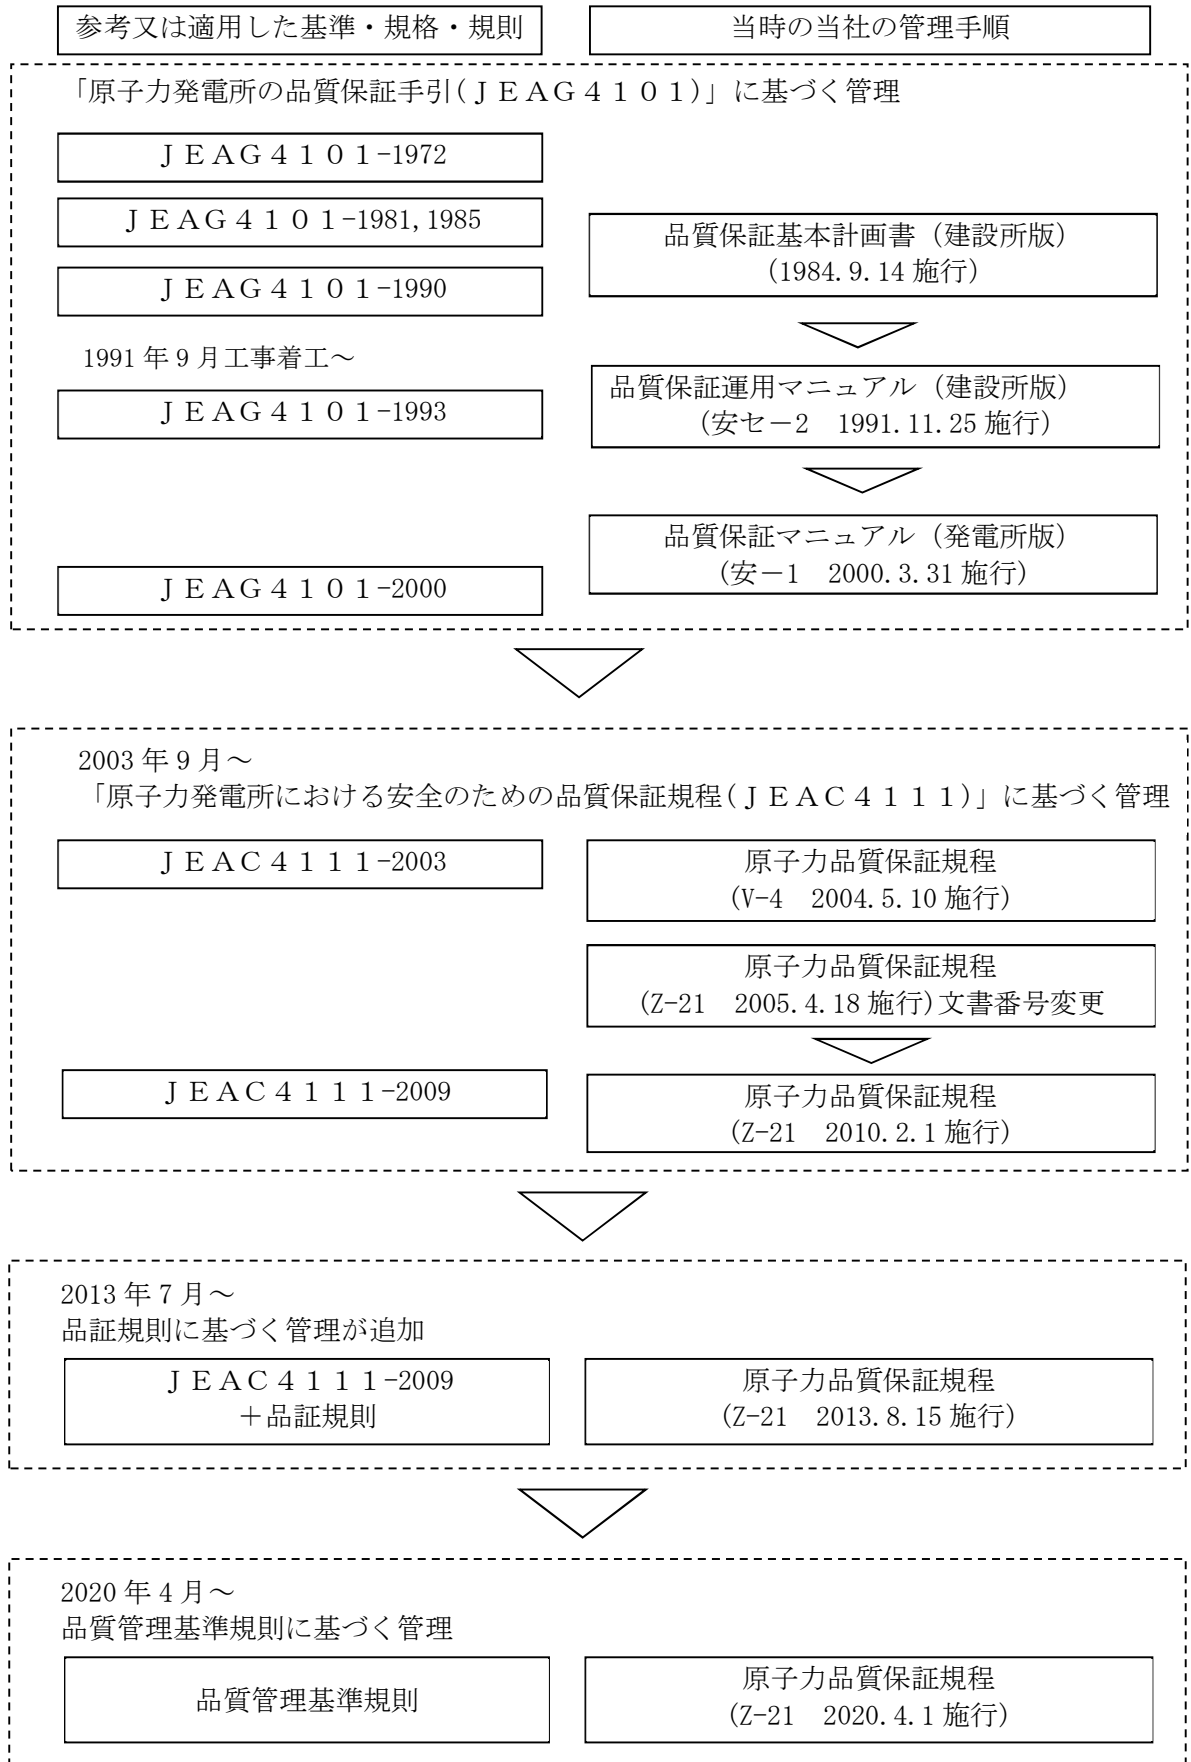 参考又は適用した基準・規格・規則
当時の当社の管理手順
「原子力発電所の品質保証手引(ＪＥＡＧ４１０１)」に基づく管理
ＪＥＡＧ４１０１-1972
ＪＥＡＧ４１０１-1981,1985
品質保証基本計画書（建設所版）
(1984.9.14 施行)
ＪＥＡＧ４１０１-1990
1991 年 9 月工事着工～
品質保証運用マニュアル（建設所版）
(安セ－2　1991.11.25 施行)
ＪＥＡＧ４１０１-1993
品質保証マニュアル（発電所版）
(安－1　2000.3.31 施行)
ＪＥＡＧ４１０１-2000
2003 年 9 月～
「原子力発電所における安全のための品質保証規程(ＪＥＡＣ４１１１)」に基づく管理
ＪＥＡＣ４１１１-2003
原子力品質保証規程
(V-4　2004.5.10 施行)
原子力品質保証規程
(Z-21　2005.4.18 施行)文書番号変更
ＪＥＡＣ４１１１-2009
原子力品質保証規程
(Z-21　2010.2.1 施行)
2013 年 7 月～
品証規則に基づく管理が追加
ＪＥＡＣ４１１１-2009
＋品証規則
原子力品質保証規程
(Z-21　2013.8.15 施行)
2020 年 4 月～
品質管理基準規則に基づく管理
品質管理基準規則
原子力品質保証規程
(Z-21　2020.4.1 施行)